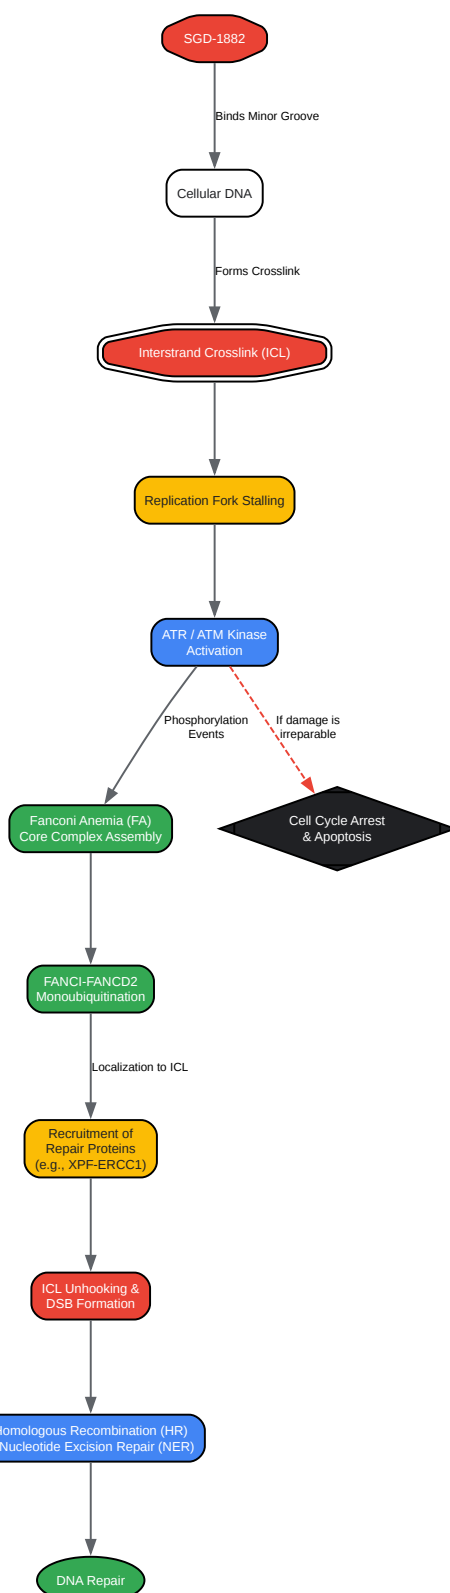 SGD-1882
Binds Minor Groove
Cellular DNA
Forms Crosslink
Interstrand Crosslink (ICL)
Replication Fork Stalling
ATR / ATM Kinase
Activation
Phosphorylation
Events
If damage is
irreparable
Fanconi Anemia (FA)
Core Complex Assembly
Cell Cycle Arrest
& Apoptosis
FANCI-FANCD2
Monoubiquitination
Localization to ICL
Recruitment of
Repair Proteins
(e.g., XPF-ERCC1)
ICL Unhooking &
DSB Formation
Homologous Recombination (HR)
Nucleotide Excision Repair (NER)
DNA Repair